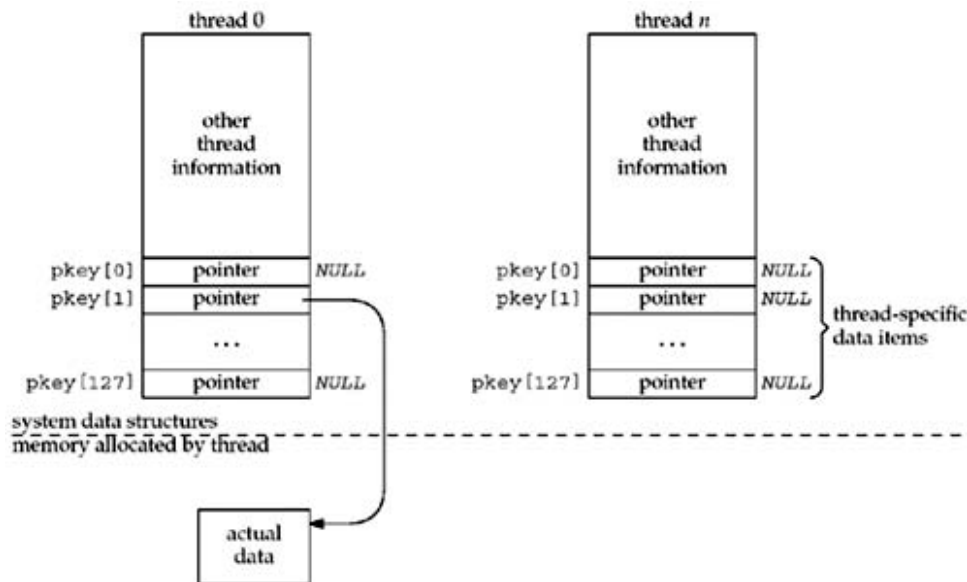 thread 0
thread n
other
thread
information
other
thread
information
pkey[0] pointer NULL
pkey[0] pointer NULL
pkey[1] pointer
pkey[1] pointer NULL
...
...
thread-specific
data items
pkey[127] pointer NULL
pkey[127] pointer NULL
system data structures
memory allocated by thread
actual
data